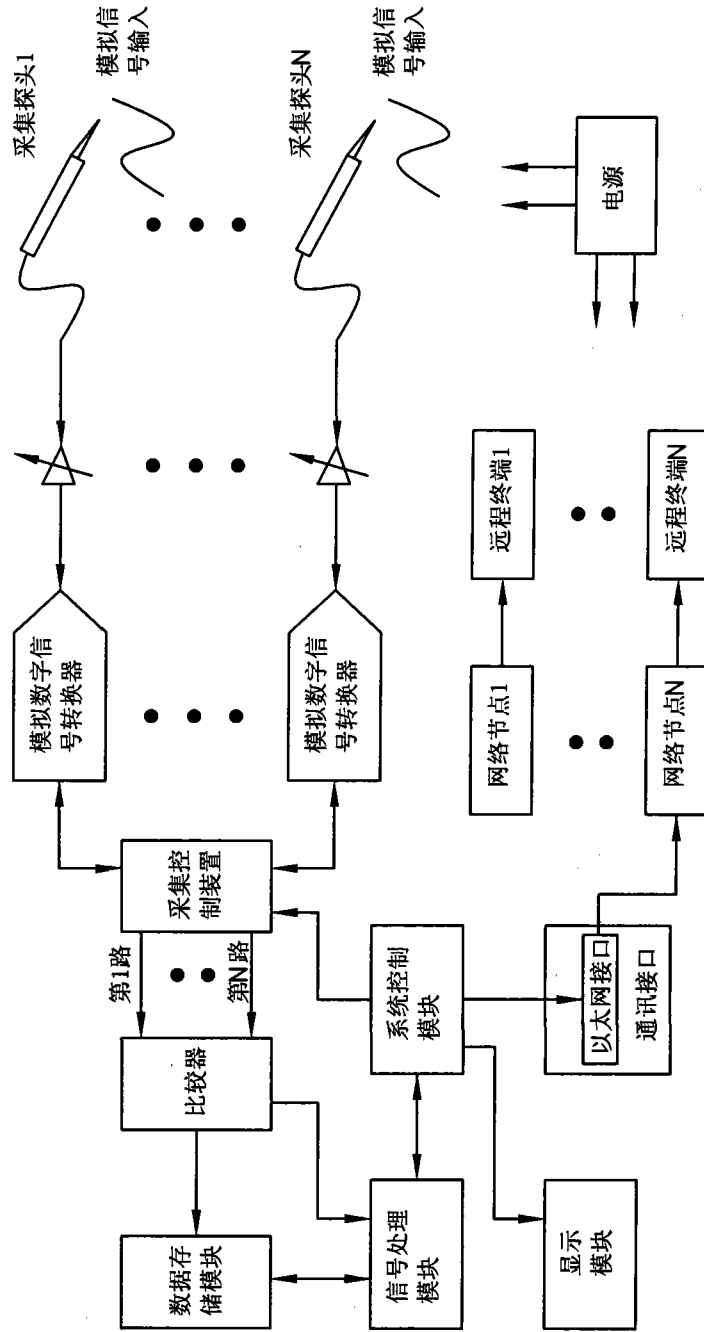 采集探头1
模拟信
号输入
采集探头N
模拟信
号输入
模拟数字信
号转换器
模拟数字信
号转换器
采集控
制装置
第1路
第N路
比较器
数据存
储模块
信号处理
模块
系统控制
模块
显示
模块
以太网接口
通讯接口
网络节点1
网络节点N
远程终端1
远程终端N
电源